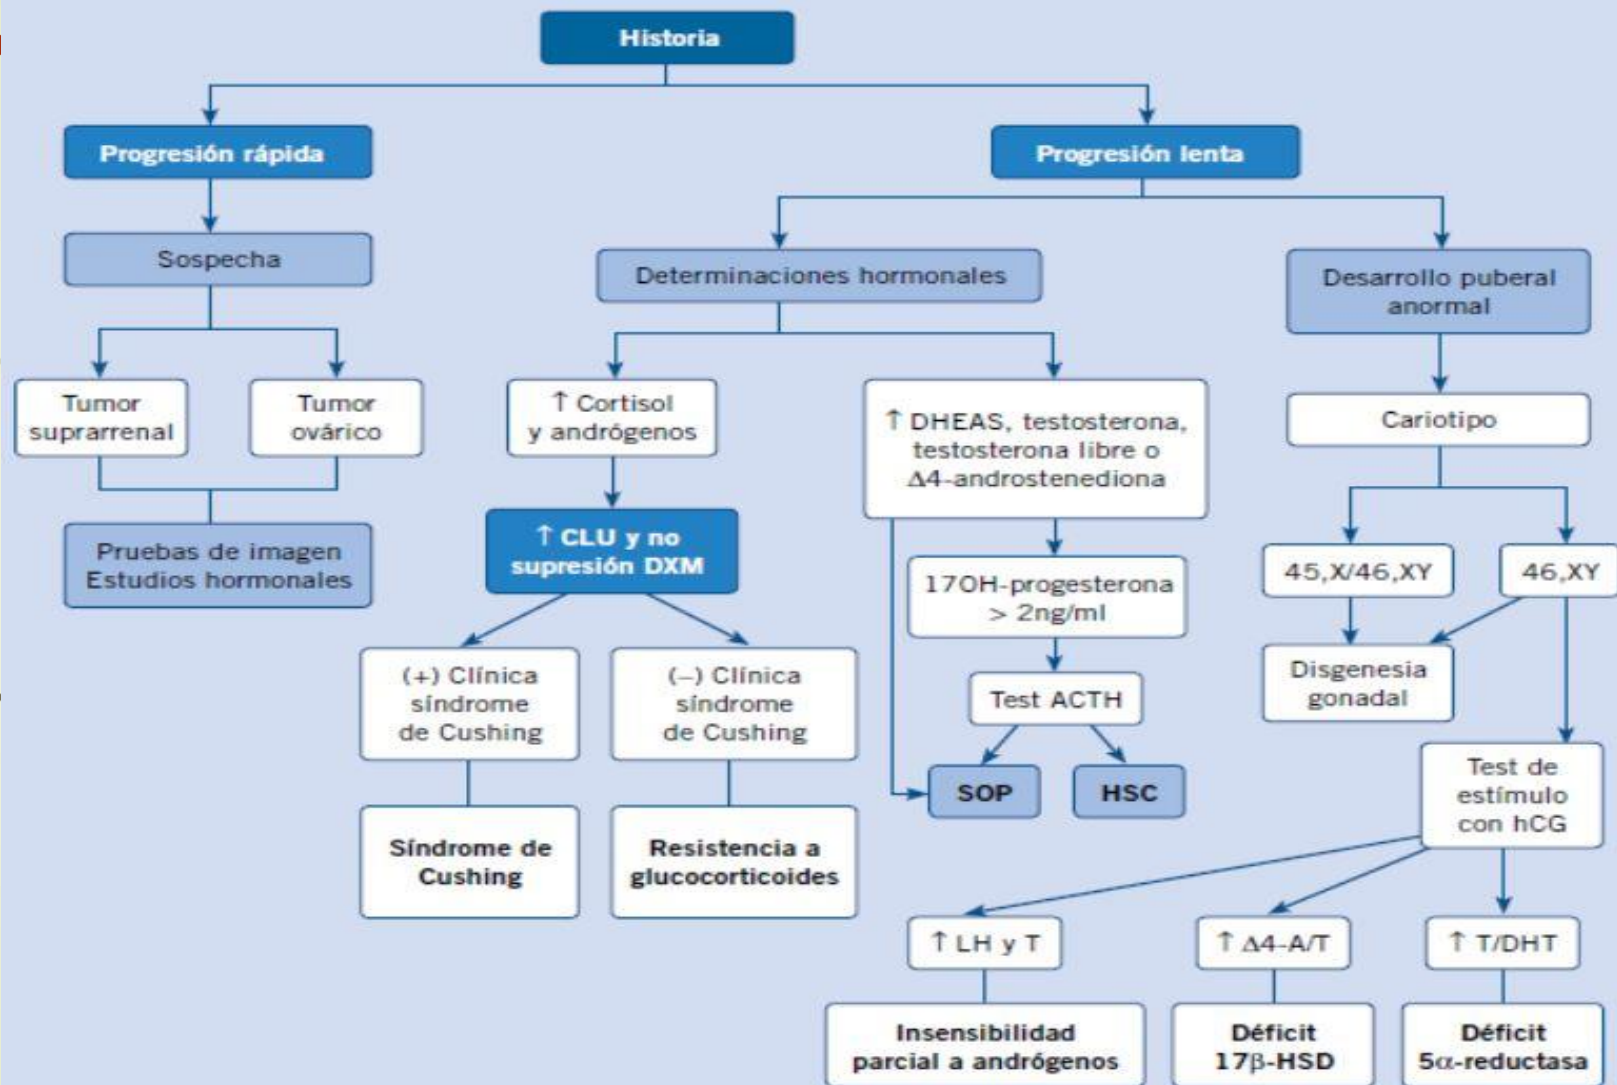 Historia
Progresión rápida
Progresión lenta
Sospecha
Determinaciones hormonales
Desarrollo puberal
anormal
Tumor
suprarrenal
Tumor
ovárico
↑ Cortisol
y andrógenos
↑ DHEAS, testosterona,
testosterona libre o
Δ4-androstenediona
Cariotipo
Pruebas de imagen
Estudios hormonales
↑ CLU y no
supresión DXM
17OH-progesterona
> 2ng/ml
45,X/46,XY
46,XY
(+) Clínica
síndrome
de Cushing
(−) Clínica
síndrome
de Cushing
Test ACTH
Disgenesia
gonadal
SOP
HSC
Test de
estímulo
con hCG
Síndrome de
Cushing
Resistencia a
glucocorticoides
↑ LH y T
↑ Δ4-A/T
↑ T/DHT
Insensibilidad
parcial a andrógenos
Déficit
17β-HSD
Déficit
5α-reductasa